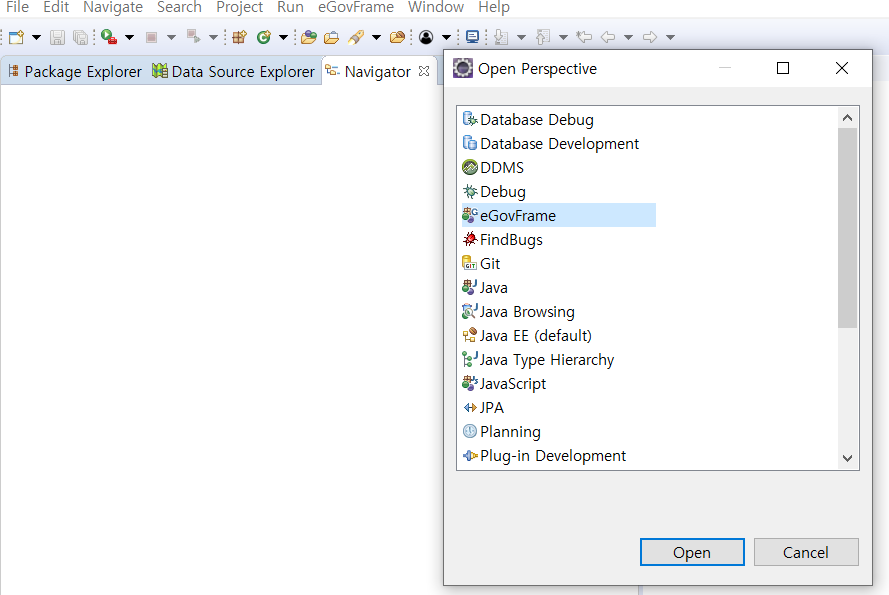 File Edit Navigate Search Project Run eGovFrame Window Help
Package Explorer Data Source Explorer Navigator
Open Perspective
Database Debug
Database Development
DDMS
Debug
eGovFrame
FindBugs
Git
Java
Java Browsing
Java EE (default)
Java Type Hierarchy
JavaScript
JPA
Planning
Plug-in Development
Open Cancel